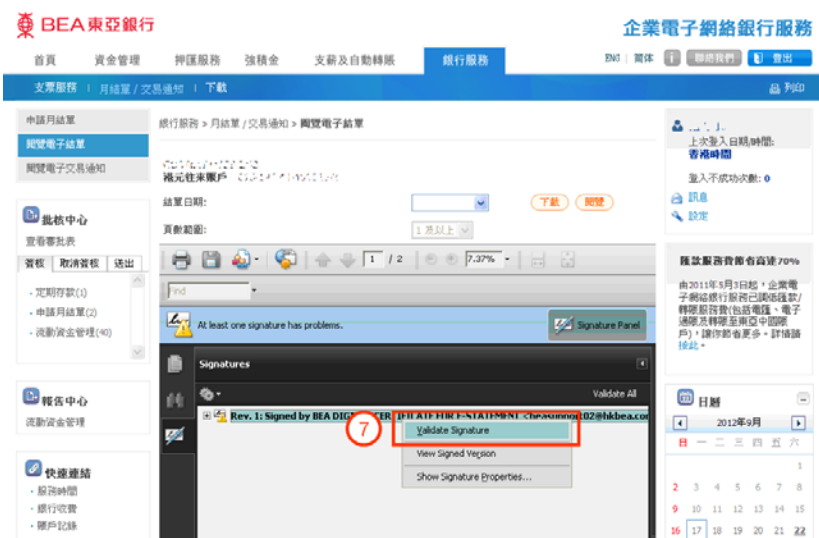 BEA東亞銀行
企業電子網絡銀行服務
首頁 資金管理 押匯服務 強積金 支薪及自動轉賬 銀行服務
ENG | 简体 聯絡我們 登出
支票服務 | 月結單 / 交易通知 | 下載
列印
申請月結單
閱覽電子結單
閱覽電子交易通知
銀行服務 > 月結單 / 交易通知 > 閱覽電子結單
港元往來賬戶
結單日期:
下載 閱覽
頁數範圍:
1 及以上
上次登入日期/時間:
香港時間
登入不成功次數: 0
訊息
設定
批核中心
查看審批表
簽核 取消簽核 送出
· 定期存款(1)
· 申請月結單(2)
· 流動資金管理(40)
1 / 2
7.37%
Find
At least one signature has problems.
Signature Panel
Signatures
Validate All
Rev. 1: Signed by BEA DIG
CER
IFICATE FOR E-STATEMENT <beasupport02@hkbea.co
7
Validate Signature
View Signed Version
Show Signature Properties...
匯款服務費節省高達70%
由2011年5月3日起，企業電
子網絡銀行服務已調低匯款/
轉賬服務費(包括電匯、電子
過賬及轉賬至東亞中國賬
戶)，讓你節省更多。詳情請
按此。
報告中心
流動資金管理
快速連結
· 服務時間
· 銀行收費
· 賬戶記錄
日曆
2012年9月
日 一 二 三 四 五 六
1
2 3 4 5 6 7 8
9 10 11 12 13 14 15
16 17 18 19 20 21 22